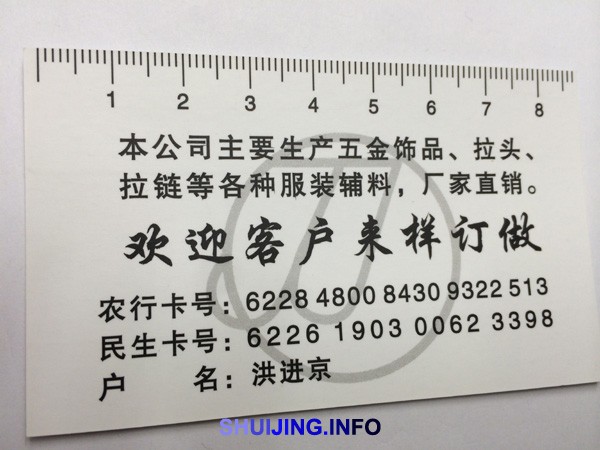 1 2 3 4 5 6 7 8
本公司主要生产五金饰品、拉头、
拉链等各种服装辅料，厂家直销。
欢迎客户来样订做
农行卡号：6228 4800 8430 9322 513
民生卡号：6226 1903 0062 3398
户 名：洪进京
SHUIJING.INFO